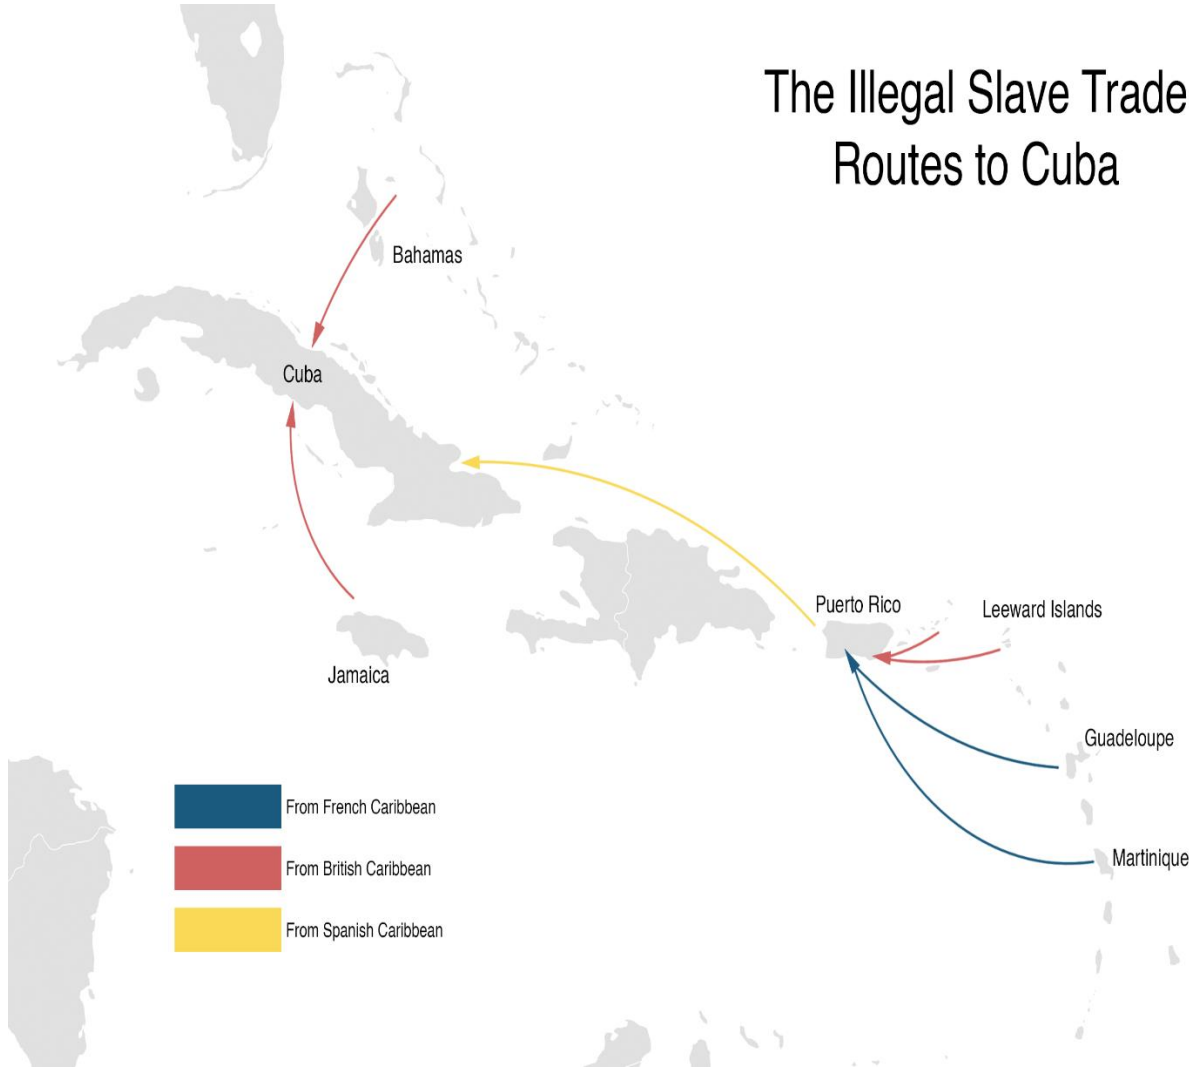 The Illegal Slave Trade
Routes to Cuba
Bahamas
Cuba
Puerto Rico
Leeward Islands
Jamaica
Guadeloupe
From French Caribbean
Martinique
From British Caribbean
From Spanish Caribbean